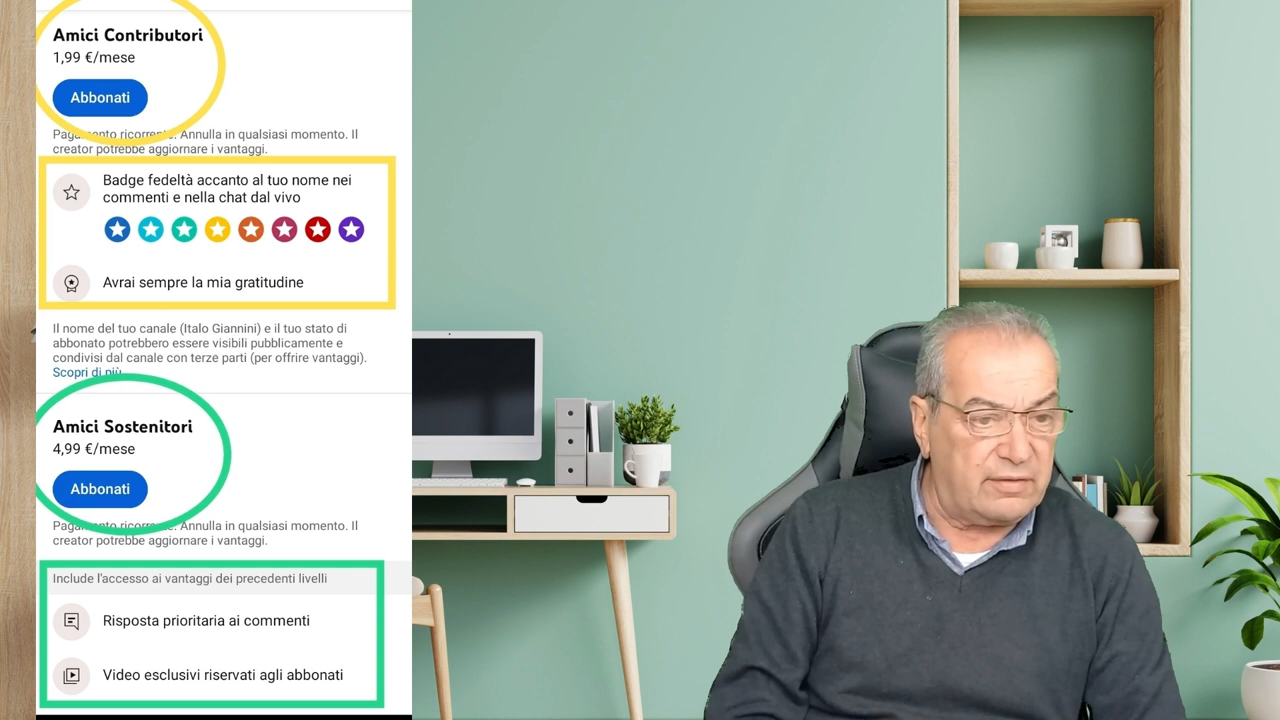 Amici Contributori
1,99 €/mese
Abbonati
Pagamento ricorrente. Annulla in qualsiasi momento. Il
creator potrebbe aggiornare i vantaggi.
Badge fedeltà accanto al tuo nome nei
commenti e nella chat dal vivo
Avrai sempre la mia gratitudine
Il nome del tuo canale (Italo Giannini) e il tuo stato di
abbonato potrebbero essere visibili pubblicamente e
condivisi dal canale con terze parti (per offrire vantaggi).
Scopri di più
Amici Sostenitori
4,99 €/mese
Abbonati
Pagamento ricorrente. Annulla in qualsiasi momento. Il
creator potrebbe aggiornare i vantaggi.
Include l'accesso ai vantaggi dei precedenti livelli
Risposta prioritaria ai commenti
Video esclusivi riservati agli abbonati